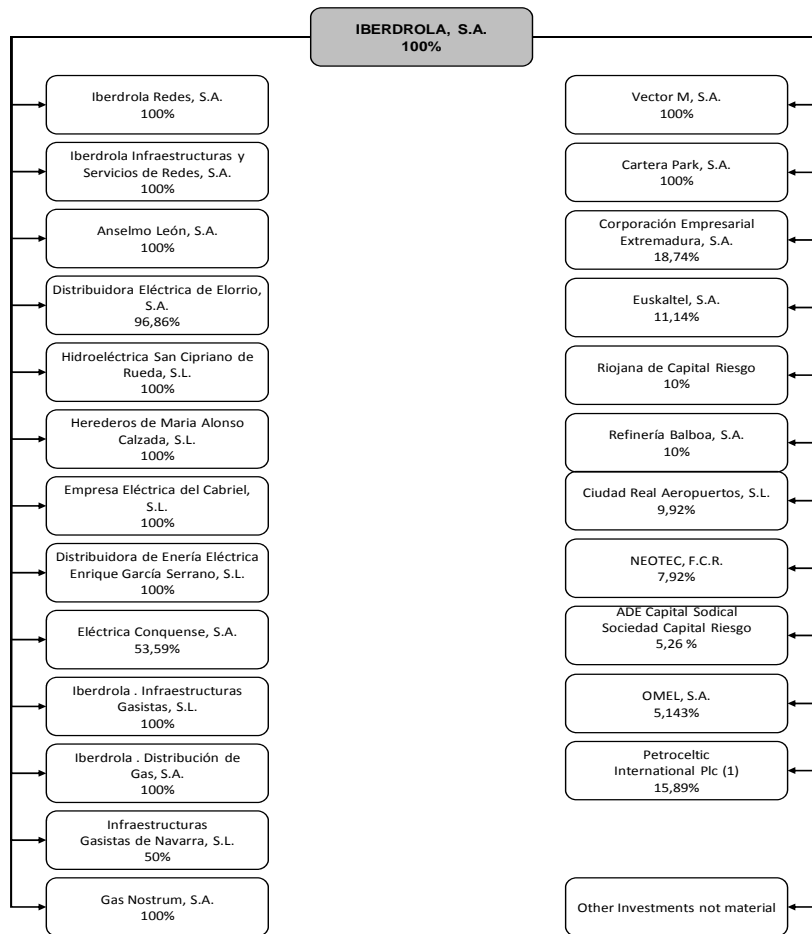 IBERDROLA, S.A.
100%
Iberdrola Redes, S.A.
100%
Iberdrola Infraestructuras y
Servicios de Redes, S.A.
100%
Anselmo León, S.A.
100%
Distribuidora Eléctrica de Elorrio,
S.A.
96,86%
Hidroeléctrica San Cipriano de
Rueda, S.L.
100%
Herederos de Maria Alonso
Calzada, S.L.
100%
Empresa Eléctrica del Cabriel,
S.L.
100%
Distribuidora de Enería Eléctrica
Enrique García Serrano, S.L.
100%
Eléctrica Conquense, S.A.
53,59%
Iberdrola . Infraestructuras
Gasistas, S.L.
100%
Iberdrola . Distribución de
Gas, S.A.
100%
Infraestructuras
Gasistas de Navarra, S.L.
50%
Gas Nostrum, S.A.
100%
Vector M, S.A.
100%
Cartera Park, S.A.
100%
Corporación Empresarial
Extremadura, S.A.
18,74%
Euskaltel, S.A.
11,14%
Riojana de Capital Riesgo
10%
Refinería Balboa, S.A.
10%
Ciudad Real Aeropuertos, S.L.
9,92%
NEOTEC, F.C.R.
7,92%
ADE Capital Sodical
Sociedad Capital Riesgo
5,26 %
OMEL, S.A.
5,143%
Petroceltic
International Plc (1)
15,89%
Other Investments not material